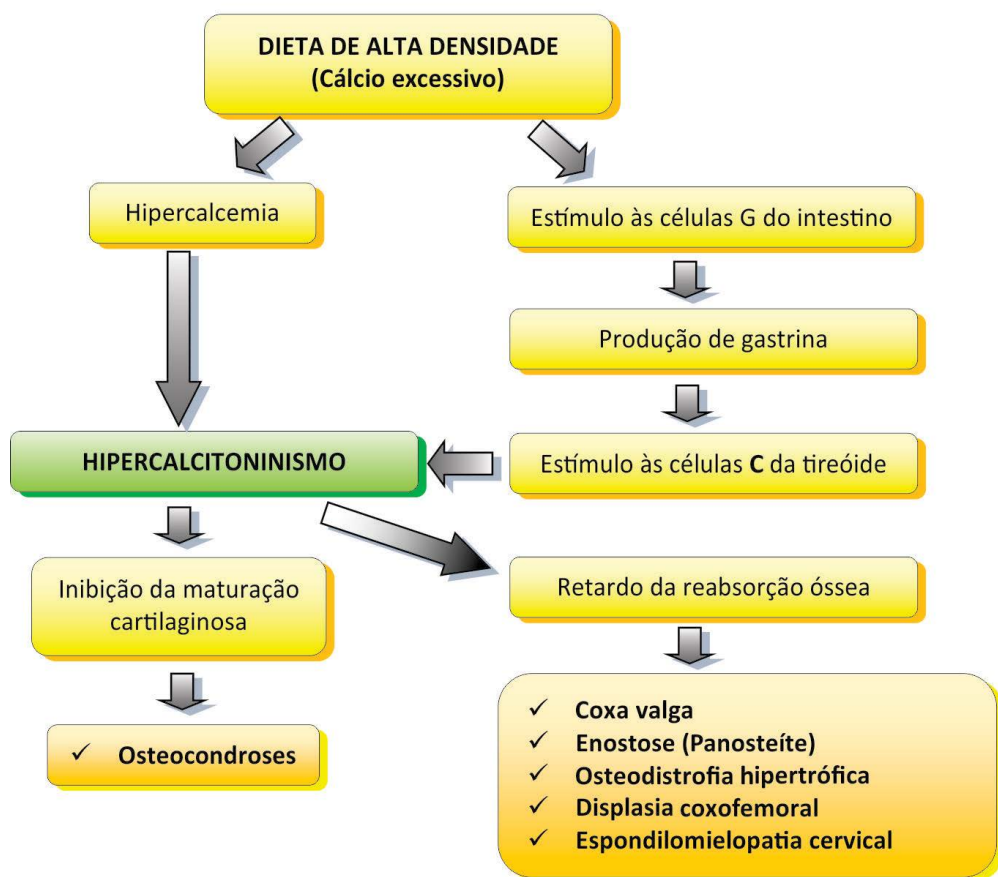 DIETA DE ALTA DENSIDADE
(Cálcio excessivo)
Hipercalcemia
Estímulo às células G do intestino
Produção de gastrina
Estímulo às células C da tireóide
HIPERCALCITONINISMO
Inibição da maturação
cartilaginosa
✓ Osteocondroses
Retardo da reabsorção óssea
✓ Coxa valga
✓ Enostose (Panosteíte)
✓ Osteodistrofia hipertrófica
✓ Displasia coxofemoral
✓ Espondilomielopatia cervical